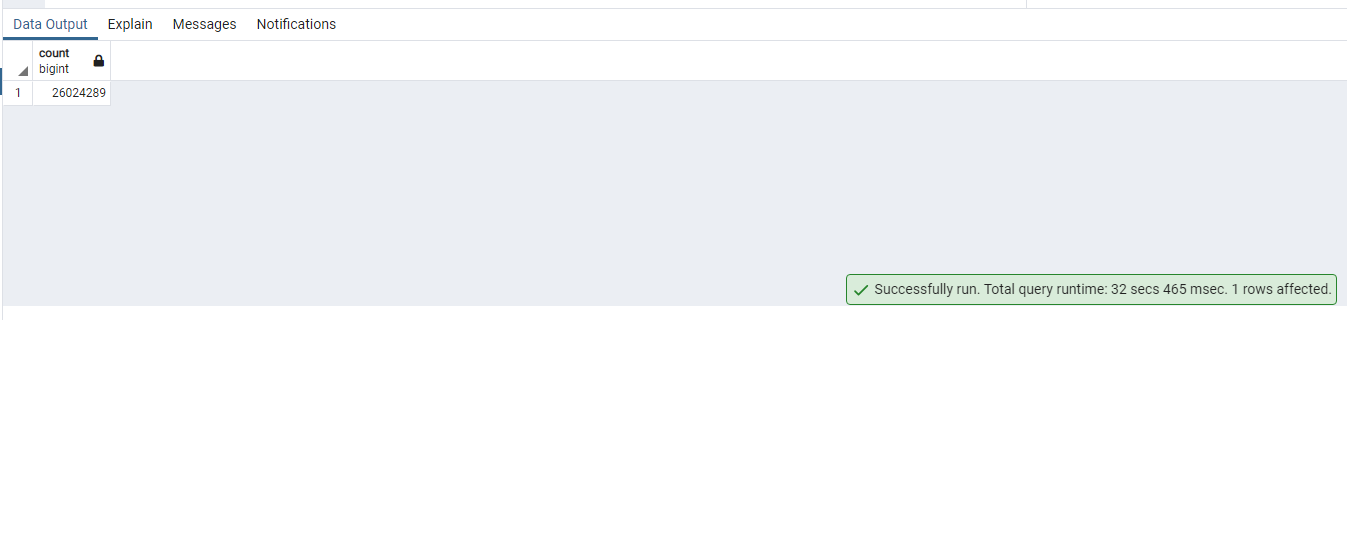 Data Output Explain Messages Notifications
count
bigint
1 26024289
Successfully run. Total query runtime: 32 secs 465 msec. 1 rows affected.